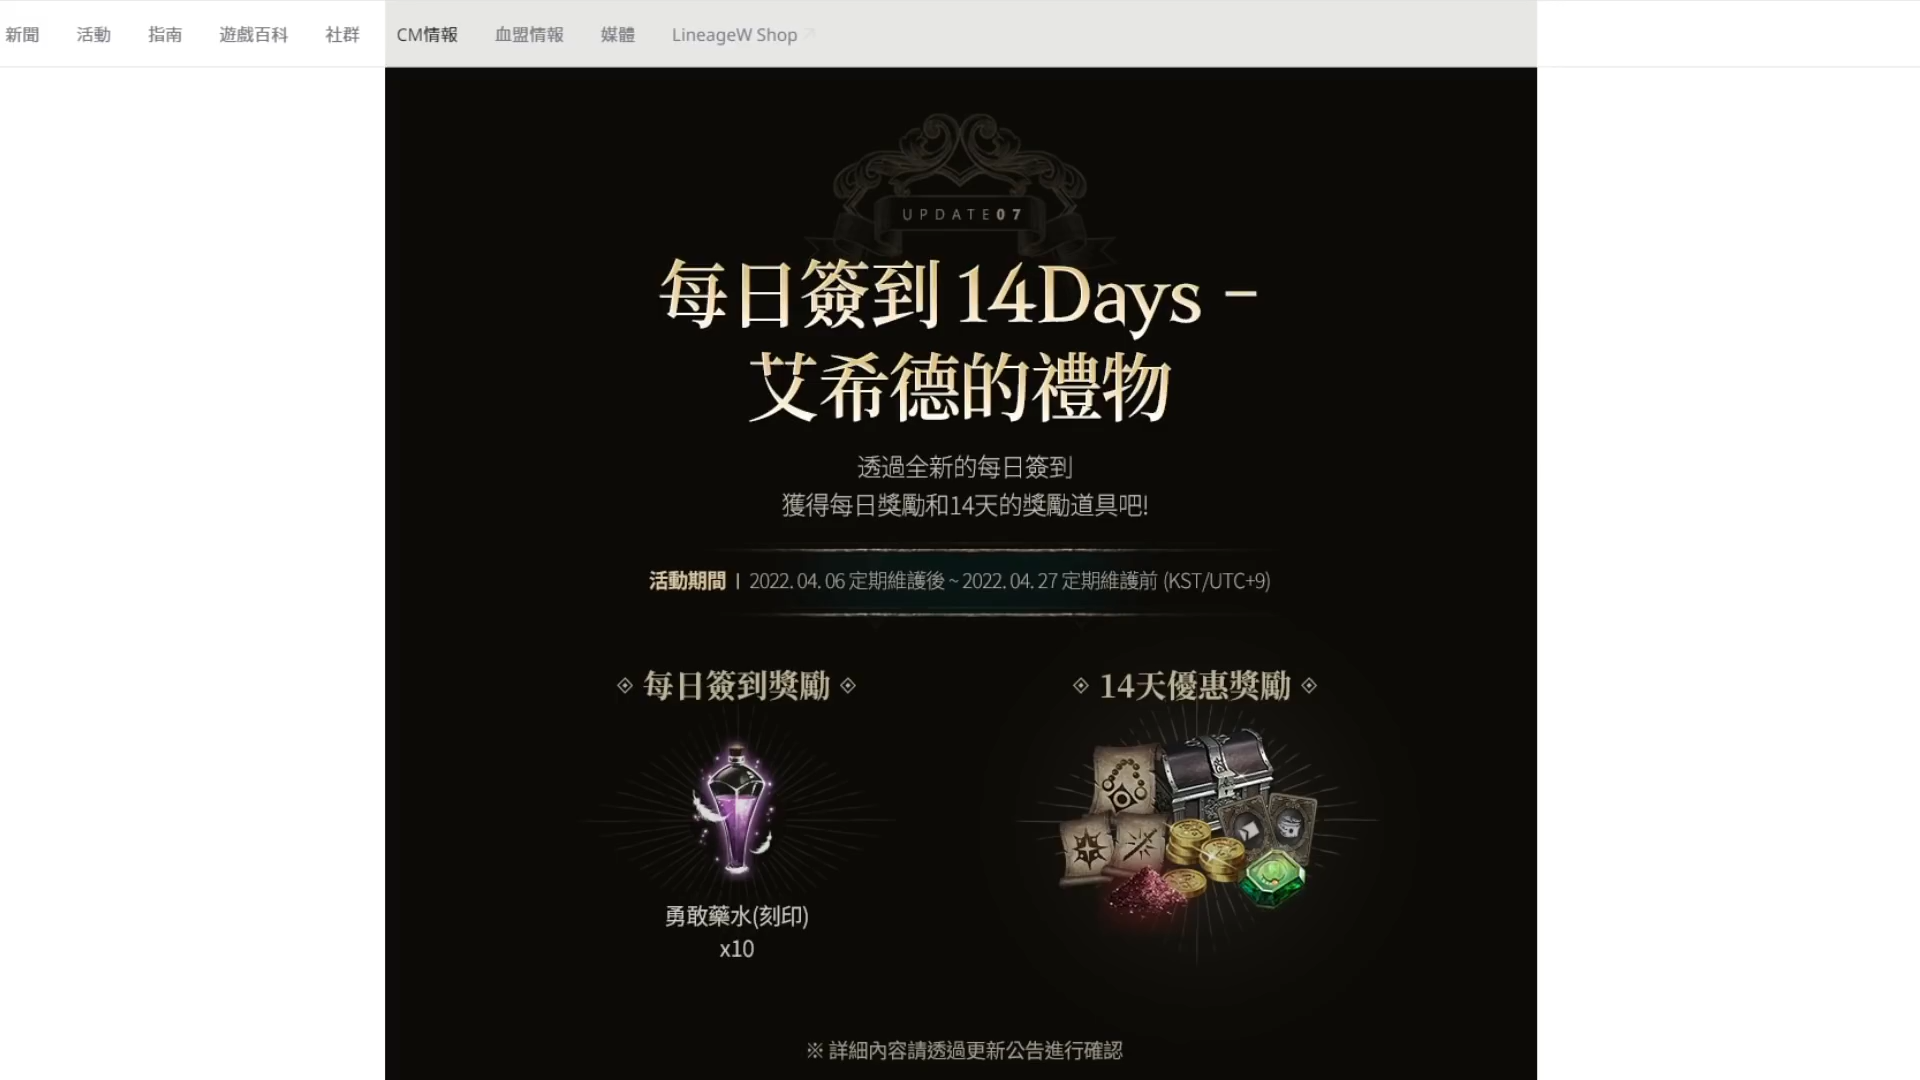 新聞 活動 指南 遊戲百科 社群 CM情報 血盟情報 媒體 LineageW Shop
UPDATE07
每日簽到 14Days –
艾希德的禮物
透過全新的每日簽到
獲得每日獎勵和14天的獎勵道具吧!
活動期間 | 2022. 04. 06 定期維護後 ~ 2022. 04. 27 定期維護前 (KST/UTC+9)
每日簽到獎勵
14天優惠獎勵
勇敢藥水(刻印)
x10
※ 詳細內容請透過更新公告進行確認